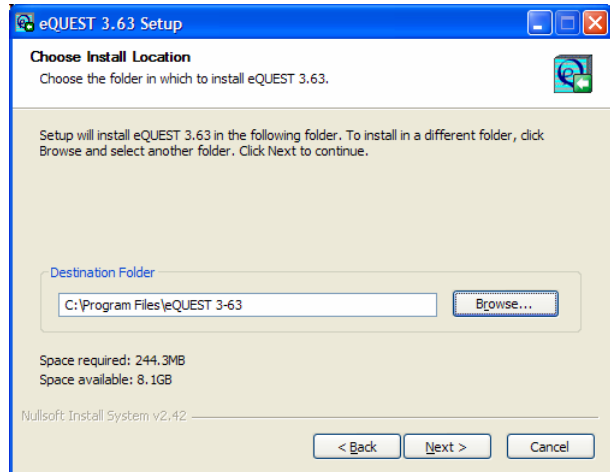 eQUEST 3.63 Setup
Choose Install Location
Choose the folder in which to install eQUEST 3.63.
Setup will install eQUEST 3.63 in the following folder. To install in a different folder, click
Browse and select another folder. Click Next to continue.
Destination Folder
C:\Program Files\eQUEST 3-63
Browse...
Space required: 244.3MB
Space available: 8.1GB
Nullsoft Install System v2.42
< Back
Next >
Cancel